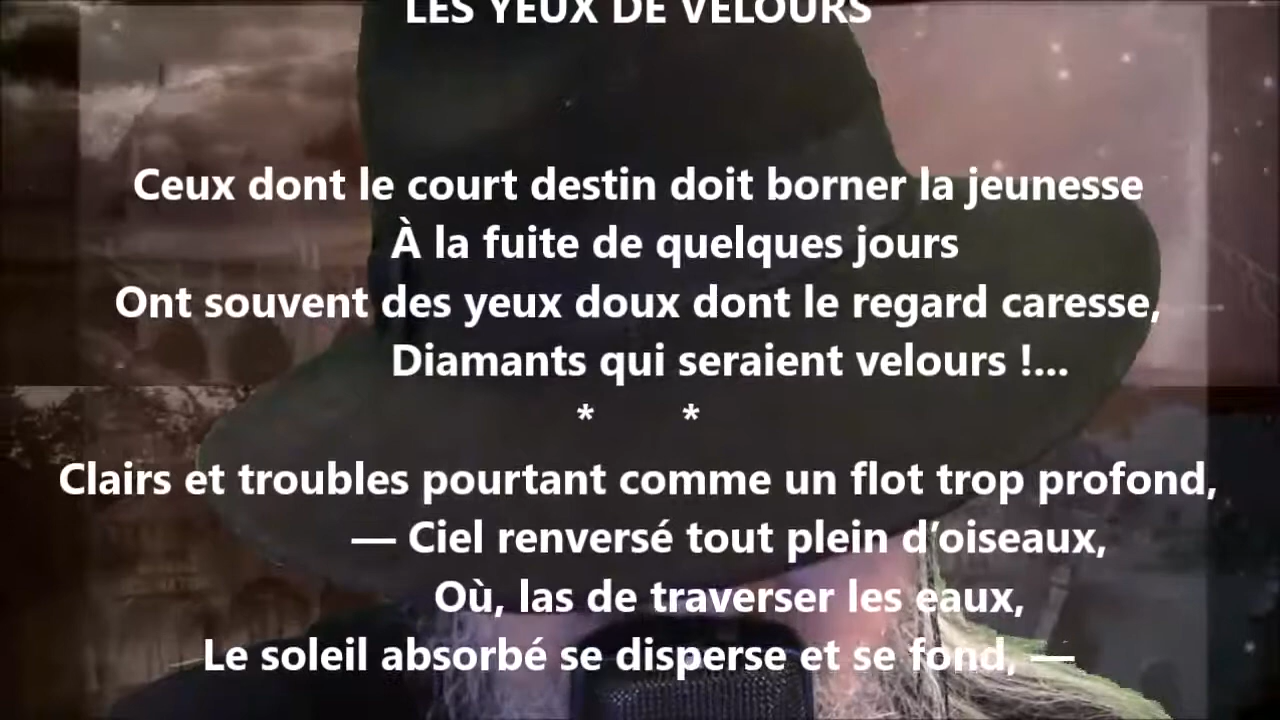 LES YEUX DE VELOURS
Ceux dont le court destin doit borner la jeunesse
À la fuite de quelques jours
Ont souvent des yeux doux dont le regard caresse,
Diamants qui seraient velours !...
* *
Clairs et troubles pourtant comme un flot trop profond,
— Ciel renversé tout plein d’oiseaux,
Où, las de traverser les eaux,
Le soleil absorbé se disperse et se fond, —